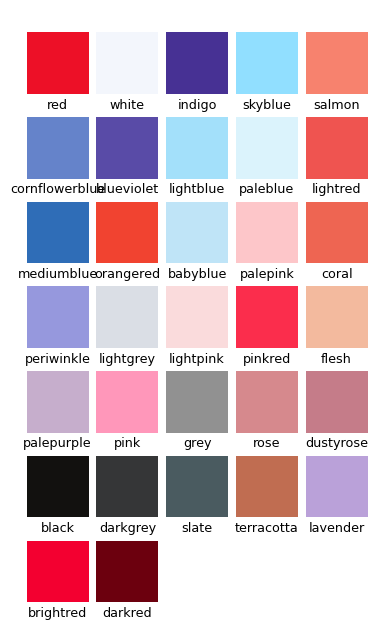 red white indigo skyblue salmon
cornflowerblue blueviolet lightblue paleblue lightred
mediumblue orangered babyblue palepink coral
periwinkle lightgrey lightpink pinkred flesh
palepurple pink grey rose dustyrose
black darkgrey slate terracotta lavender
brightred darkred